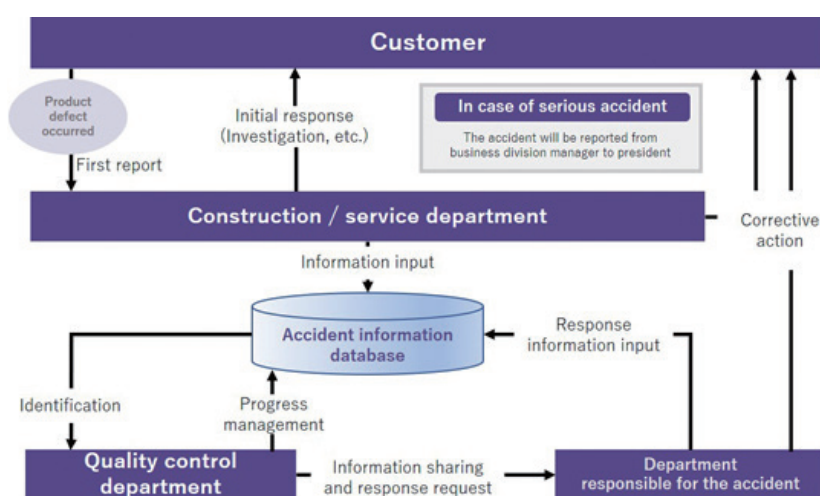 Customer
Product
defect
occurred
First report
Initial response
(Investigation, etc.)
In case of serious accident
The accident will be reported from
business division manager to president
Construction / service department
Corrective
action
Information input
Accident information
database
Response
information input
Identification
Progress
management
Quality control
department
Information sharing
and response request
Department
responsible for the accident